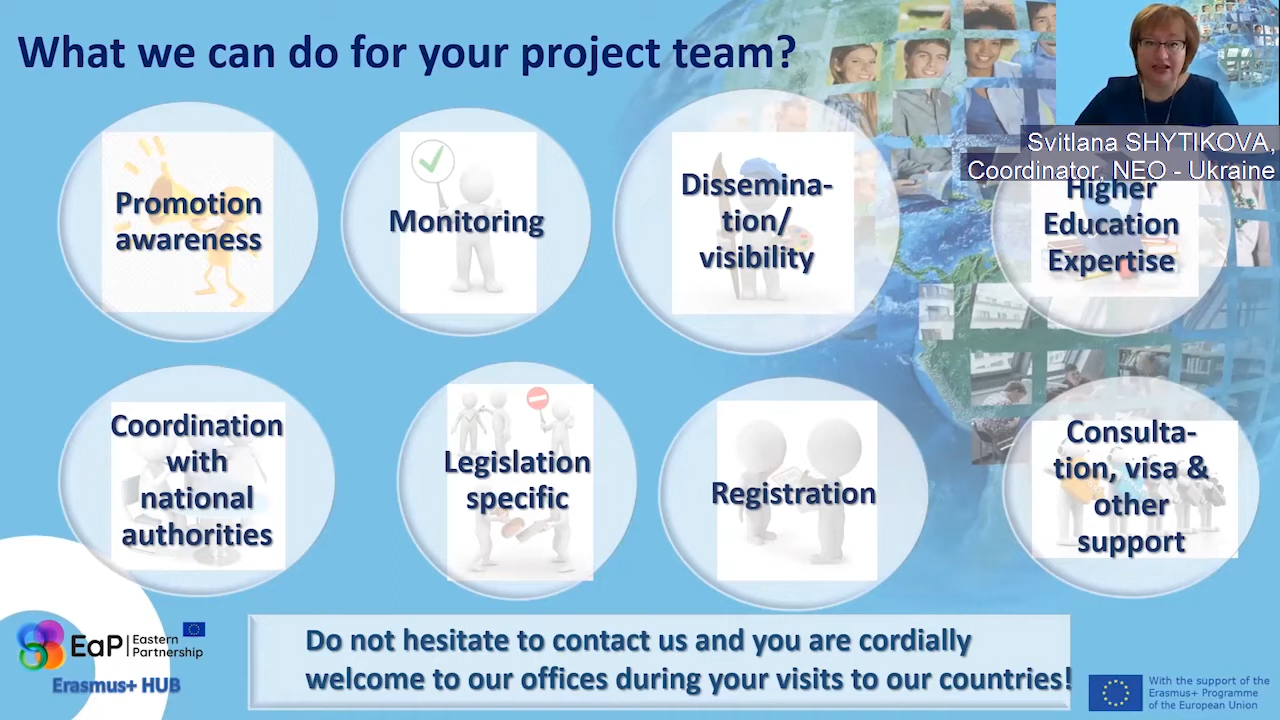 What we can do for your project team?
Svitlana SHYTIKOVA,
Coordinator, NEO - Ukraine
Promotion
awareness
Monitoring
Dissemina-
tion/
visibility
Higher
Education
Expertise
Coordination
with
national
authorities
Legislation
specific
Registration
Consulta-
tion, visa &
other
support
EaP
Eastern
Partnership
Erasmus+ HUB
Do not hesitate to contact us and you are cordially
welcome to our offices during your visits to our countries!
With the support of the
Erasmus+ Programme
of the European Union